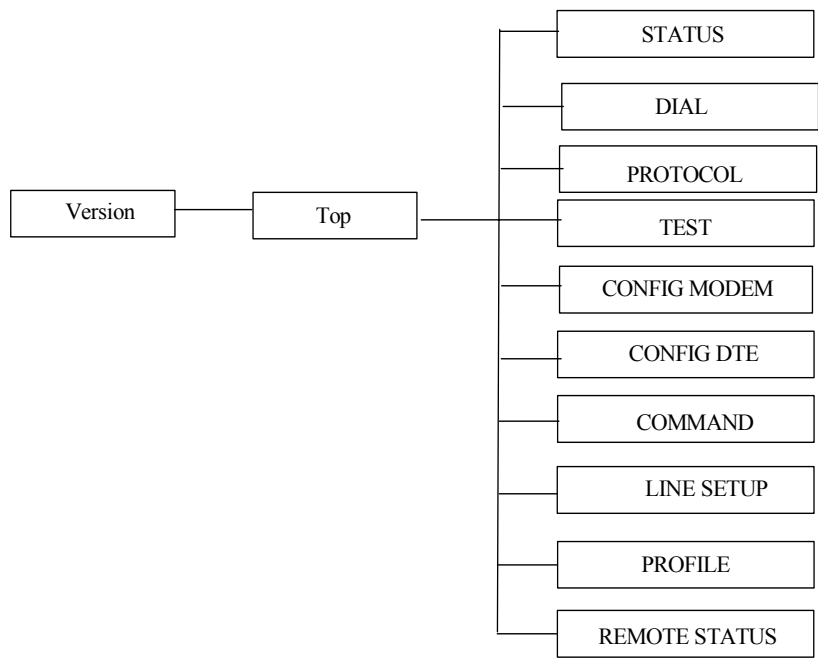 Version
Top
STATUS
DIAL
PROTOCOL
TEST
CONFIG MODEM
CONFIG DTE
COMMAND
LINE SETUP
PROFILE
REMOTE STATUS